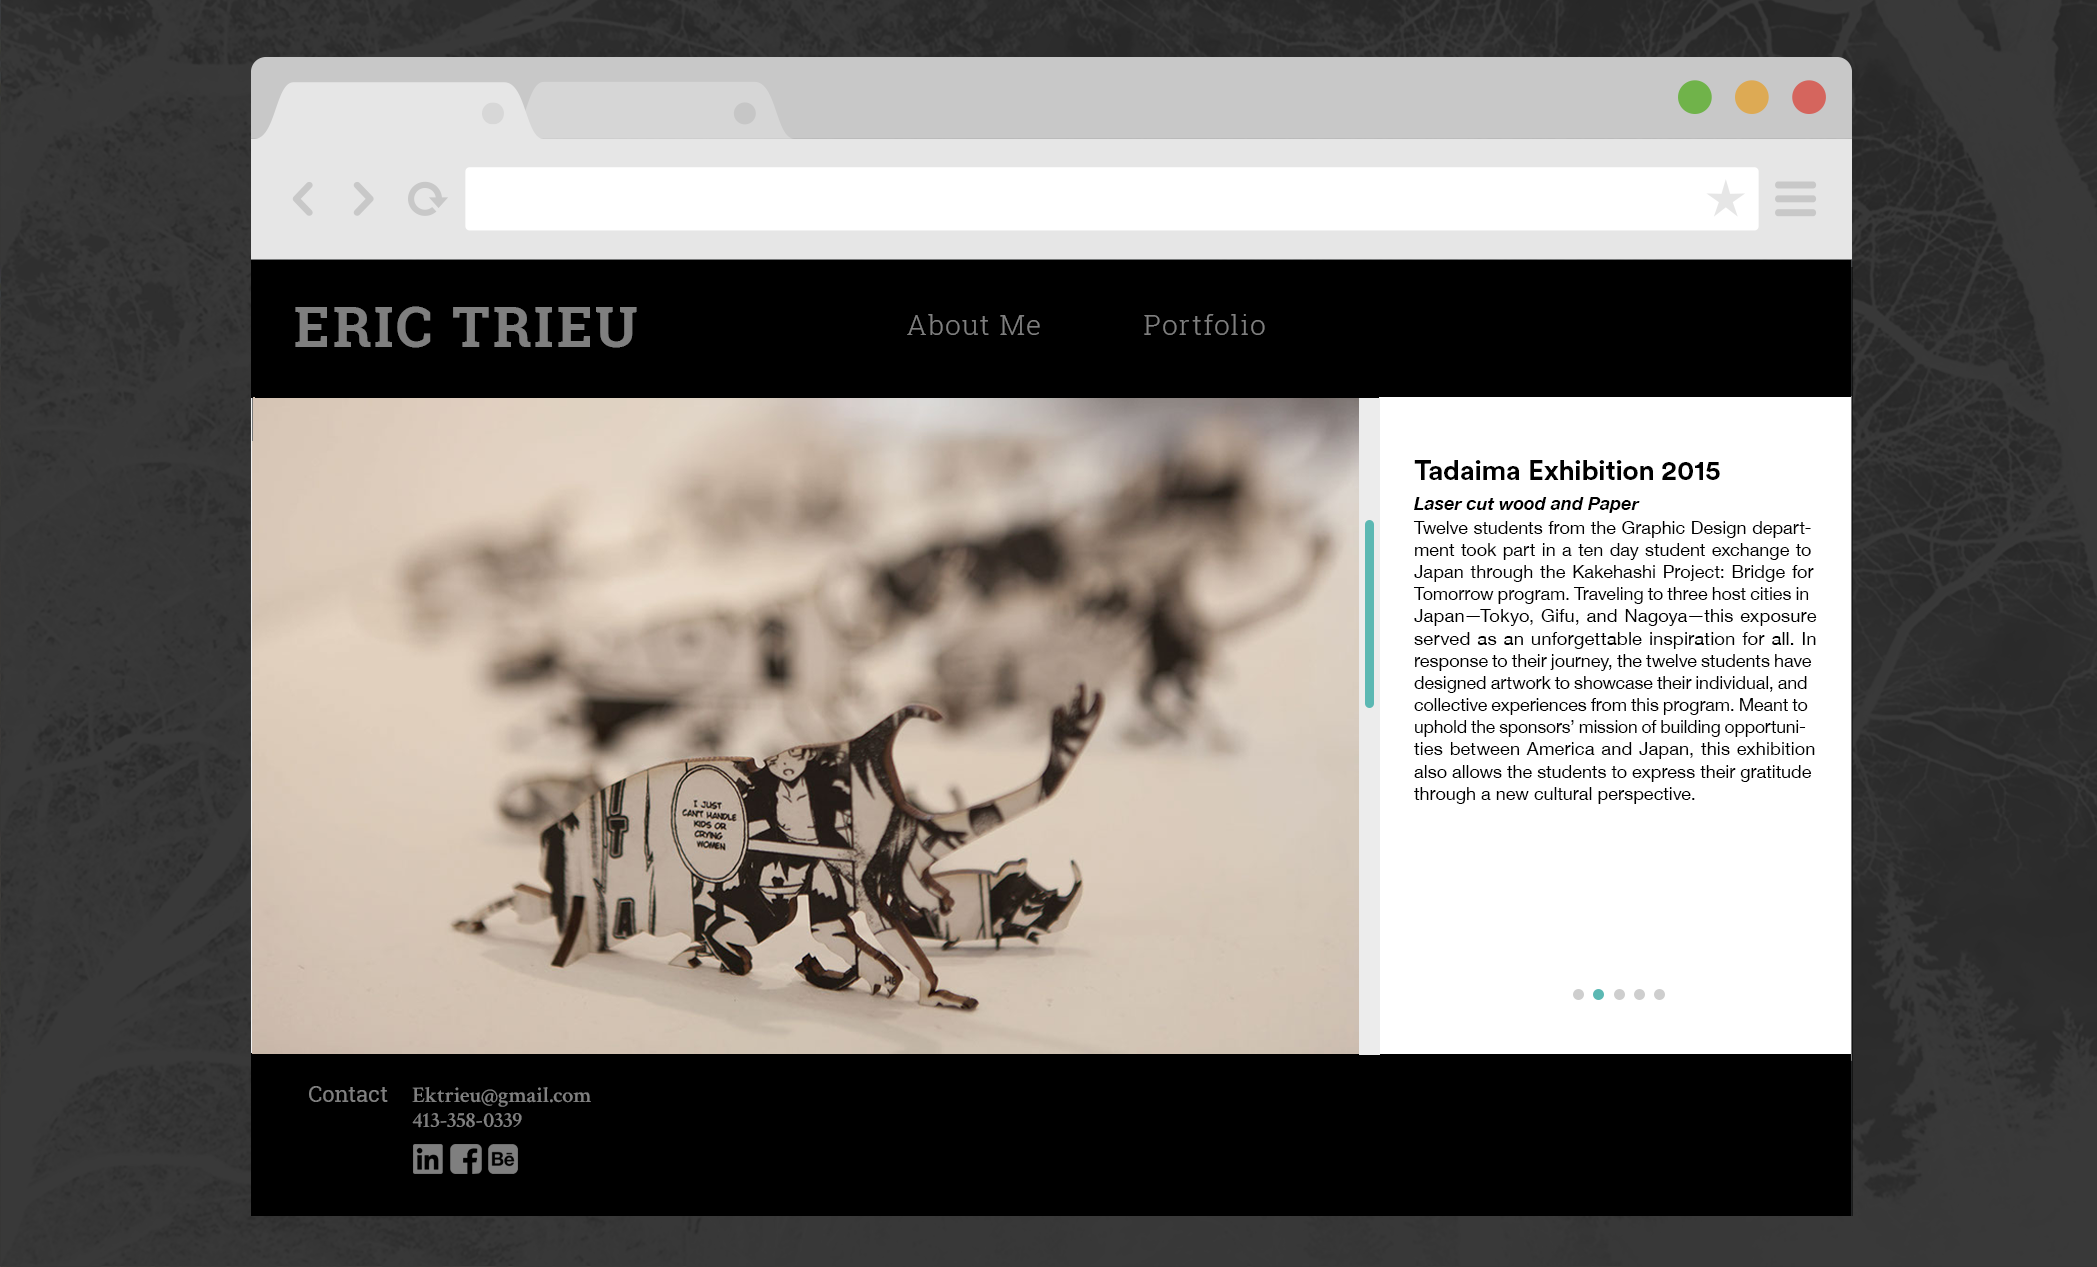 ERIC TRIEU
About Me
Portfolio
I JUST
CAN'T HANDLE
KIDS OR
CRYING
WOMEN
Tadaima Exhibition 2015
Laser cut wood and Paper
Twelve students from the Graphic Design depart-
ment took part in a ten day student exchange to
Japan through the Kakehashi Project: Bridge for
Tomorrow program. Traveling to three host cities in
Japan—Tokyo, Gifu, and Nagoya—this exposure
served as an unforgettable inspiration for all. In
response to their journey, the twelve students have
designed artwork to showcase their individual, and
collective experiences from this program. Meant to
uphold the sponsors’ mission of building opportuni-
ties between America and Japan, this exhibition
also allows the students to express their gratitude
through a new cultural perspective.
Contact
Ektrieu@gmail.com
413-358-0339
in f Bē